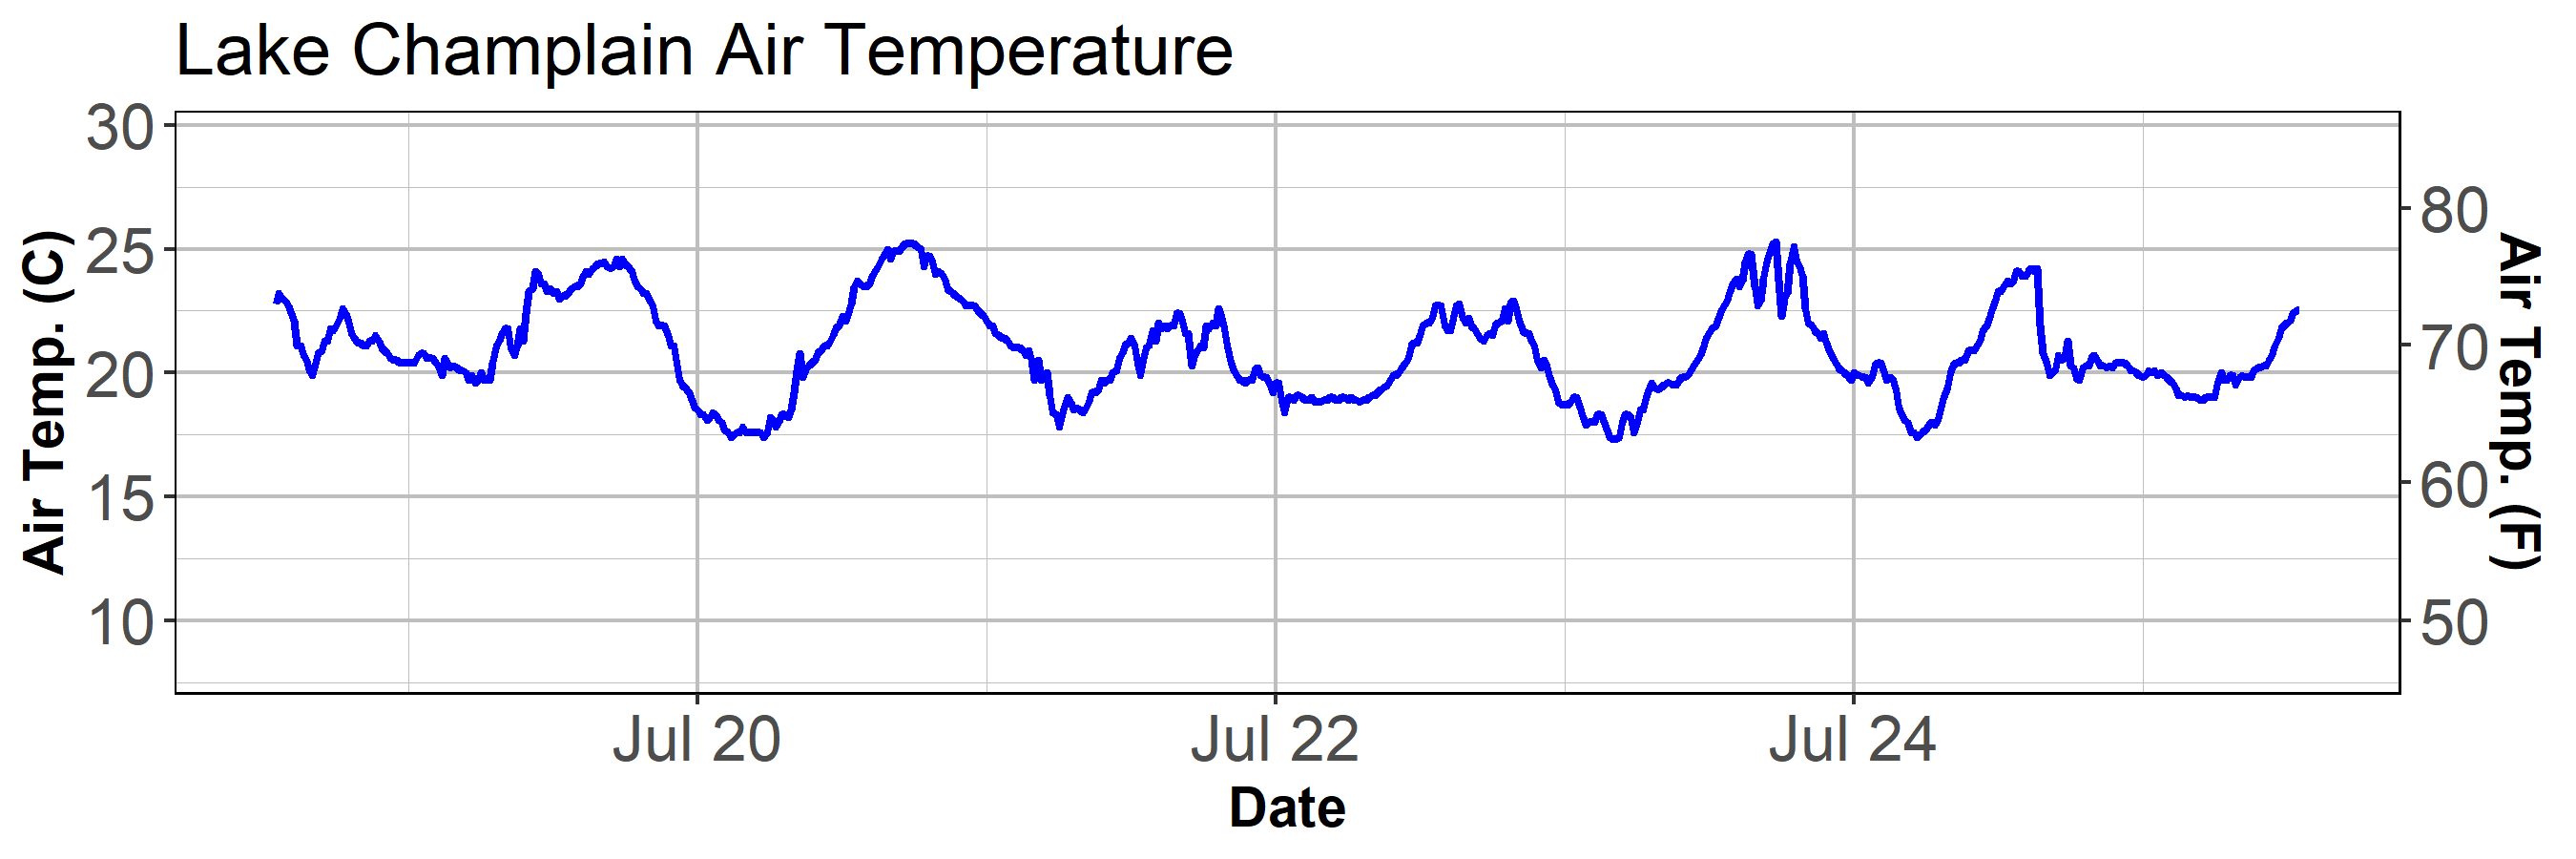 Lake Champlain Air Temperature
30
25
20
15
10
Air Temp. (C)
80
70
60
50
Air Temp. (F)
Jul 20
Jul 22
Jul 24
Date